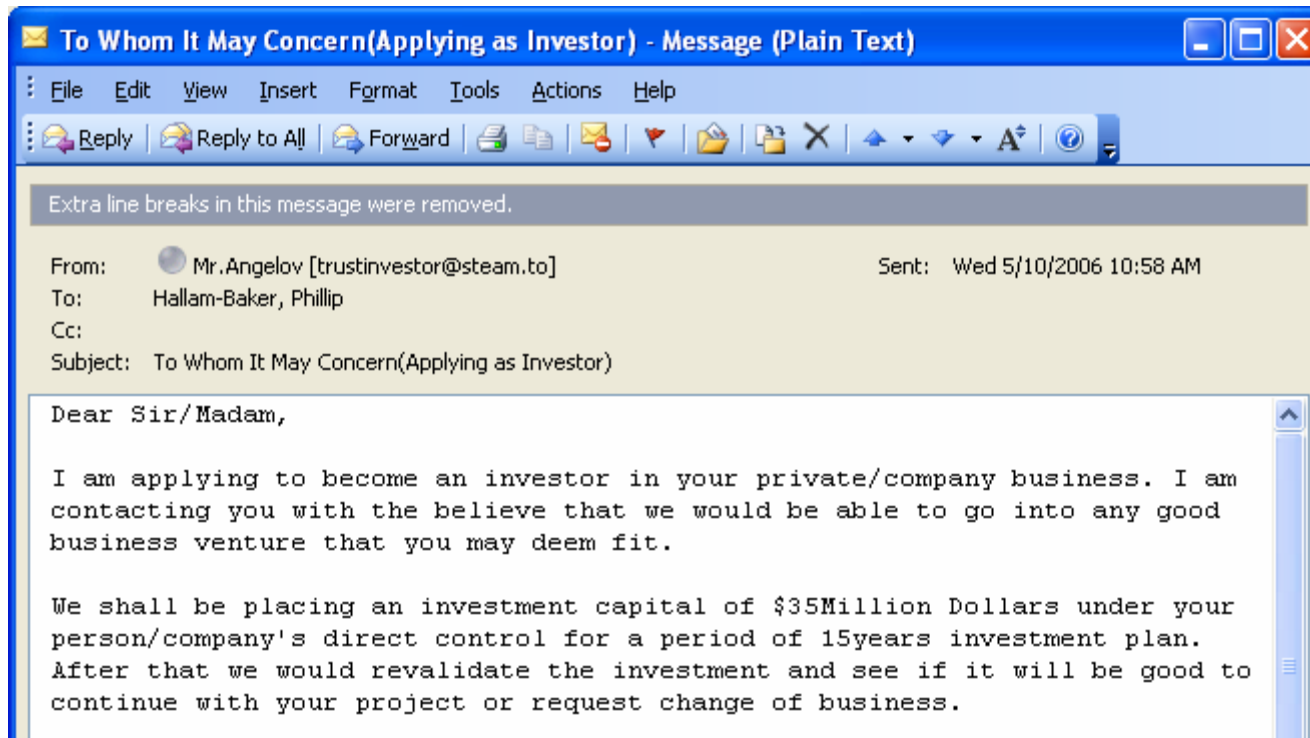 To Whom It May Concern(Applying as Investor) - Message (Plain Text)
File Edit View Insert Format Tools Actions Help
Reply Reply to All Forward
Extra line breaks in this message were removed.
From: Mr.Angelov [trustinvestor@steam.to] Sent: Wed 5/10/2006 10:58 AM
To: Hallam-Baker, Phillip
Cc:
Subject: To Whom It May Concern(Applying as Investor)
Dear Sir/Madam,
I am applying to become an investor in your private/company business. I am
contacting you with the believe that we would be able to go into any good
business venture that you may deem fit.
We shall be placing an investment capital of $35Million Dollars under your
person/company's direct control for a period of 15years investment plan.
After that we would revalidate the investment and see if it will be good to
continue with your project or request change of business.